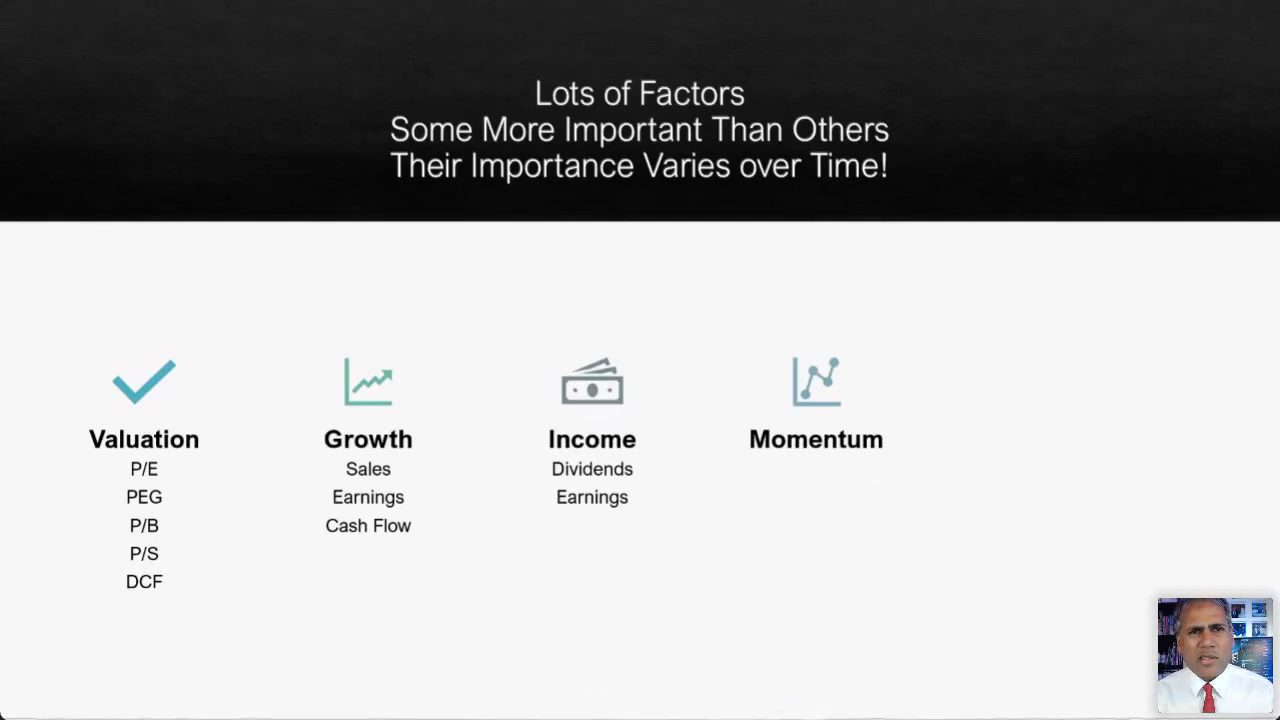 Lots of Factors
Some More Important Than Others
Their Importance Varies over Time!
Valuation
P/E
PEG
P/B
P/S
DCF
Growth
Sales
Earnings
Cash Flow
Income
Dividends
Earnings
Momentum